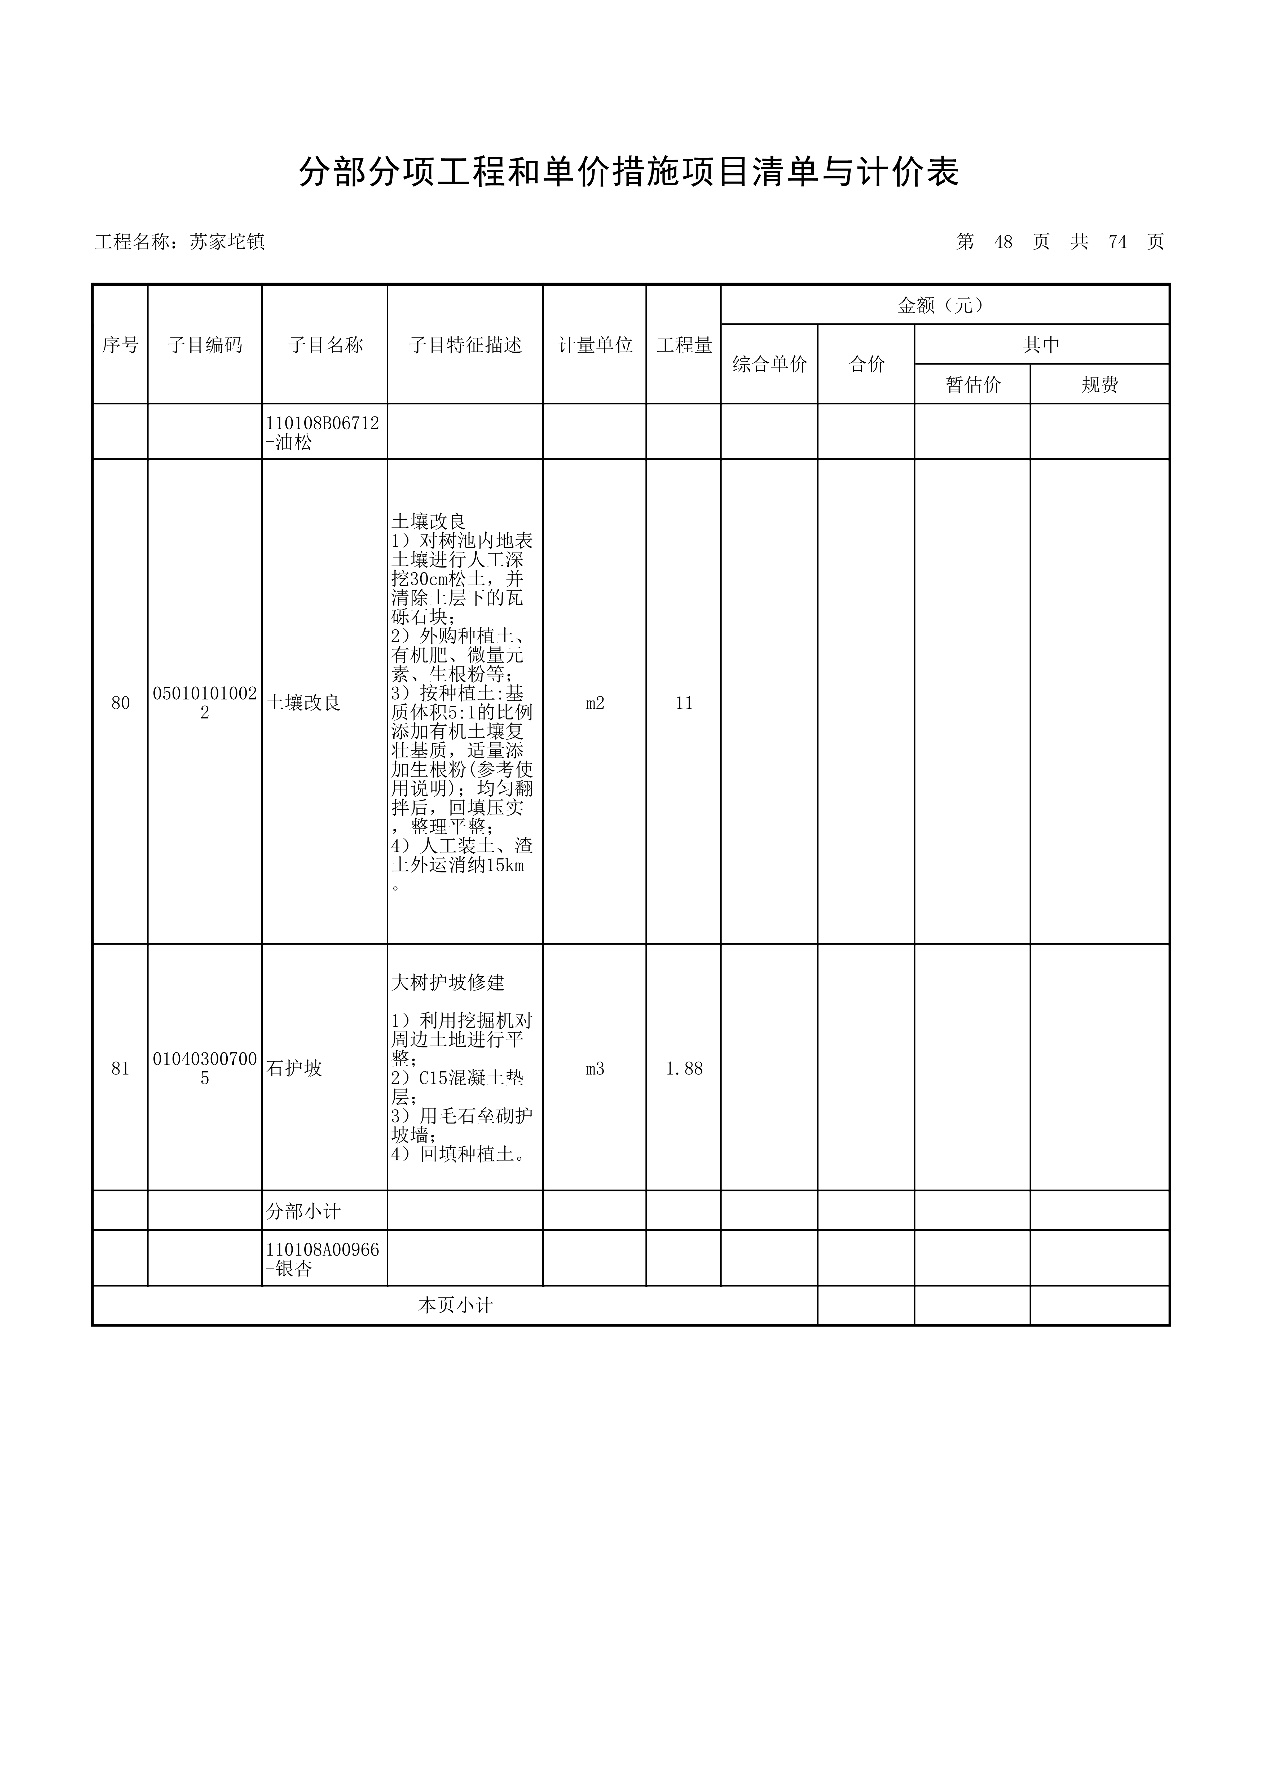 分部分项工程和单价措施项目清单与计价表
工程名称：苏家坨镇
第 48 页 共 74 页
序号
子目编码
子目名称
子目特征描述
计量单位
工程量
金额（元）
综合单价
合价
其中
暂估价
规费
110108B06712
-油松
80
05010101002
2
土壤改良
土壤改良
1）对树池内地表
土壤进行人工深
挖30cm松土，并
清除土层下的瓦
砾石块；
2）外购种植土、
有机肥、微量元
素、生根粉等；
3）按种植土:基
质体积5:1的比例
添加有机土壤复
壮基质，适量添
加生根粉(参考使
用说明)；均匀翻
拌后，回填压实
，整理平整；
4）人工装土、渣
土外运消纳15km
。
m2
11
81
01040300700
5
石护坡
大树护坡修建
1）利用挖掘机对
周边土地进行平
整；
2）C15混凝土垫
层；
3）用毛石垒砌护
坡墙；
4）回填种植土。
m3
1.88
分部小计
110108A00966
-银杏
本页小计